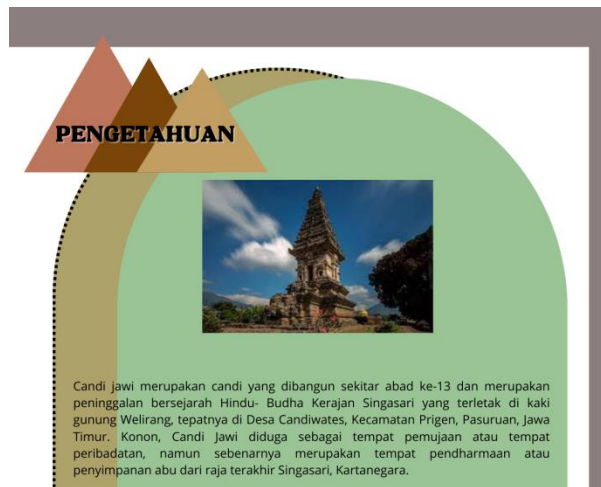 PENGETAHUAN
Candi jawi merupakan candi yang dibangun sekitar abad ke-13 dan merupakan
peninggalan bersejarah Hindu- Budha Kerajan Singasari yang terletak di kaki
gunung Welirang, tepatnya di Desa Candiwates, Kecamatan Prigen, Pasuruan, Jawa
Timur. Konon, Candi Jawi diduga sebagai tempat pemujaan atau tempat
peribadatan, namun sebenarnya merupakan tempat pendharmaan atau
penyimpanan abu dari raja terakhir Singasari, Kartanegara.